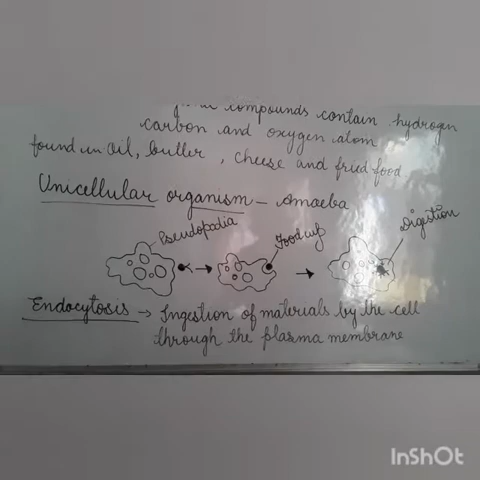 compounds contain hydrogen
carbon and oxygen atom
found in oil, butter, cheese and fried food
Unicellular organism - Amoeba
Pseudopodia
Food cup
Digestion
Endocytosis → Ingestion of materials by the cell
through the plasma membrane
InShOt